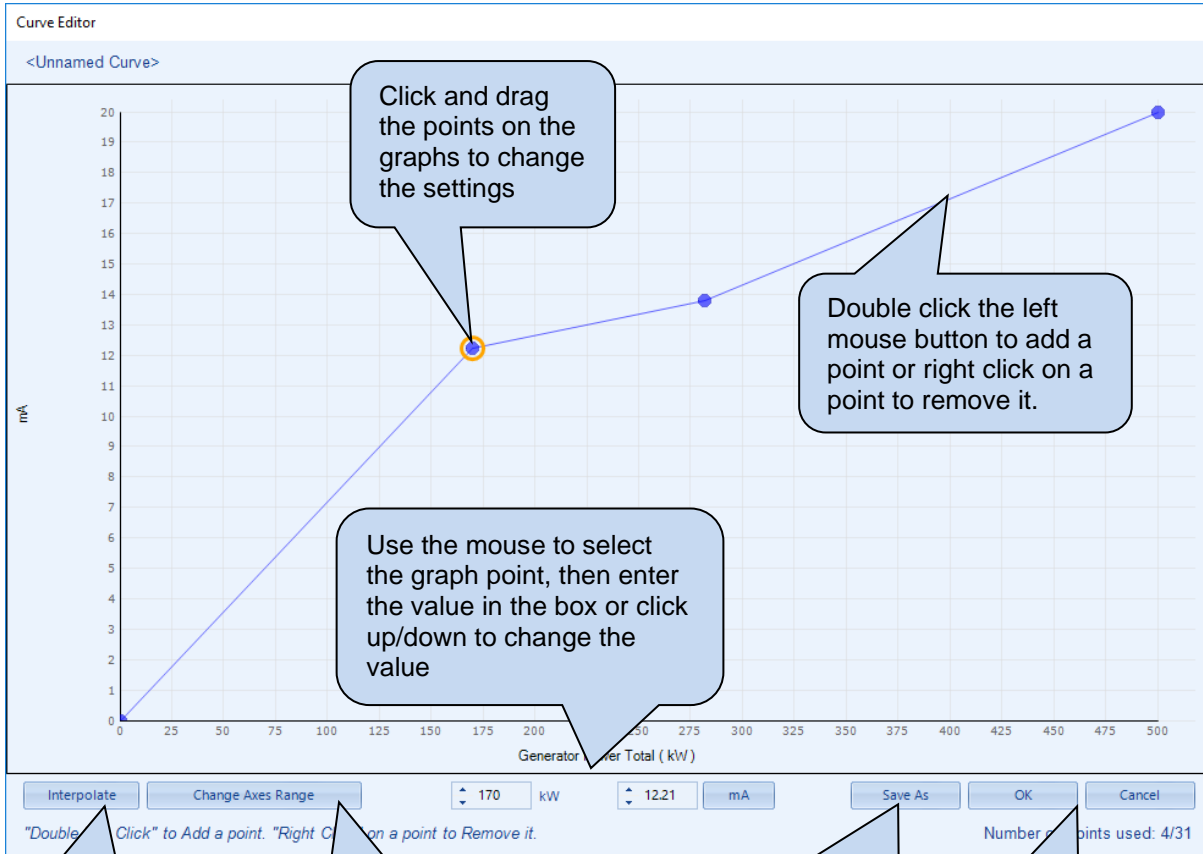 Curve Editor
<Unnamed Curve>
Click and drag
the points on the
graphs to change
the settings
20
19
18
17
16
15
14
13
12
11
10
9
8
7
6
5
4
3
2
1
0
mA
Double click the left
mouse button to add a
point or right click on a
point to remove it.
Use the mouse to select
the graph point, then enter
the value in the box or click
up/down to change the
value
0 25 50 75 100 125 150 175 200 250 275 300 325 350 375 400 425 450 475 500
Generator Total ( kW )
Interpolate Change Axes Range 170 kW 12.21 mA Save As OK Cancel
"Double Click" to Add a point. "Right on a point to Remove it. Number used: 4/31